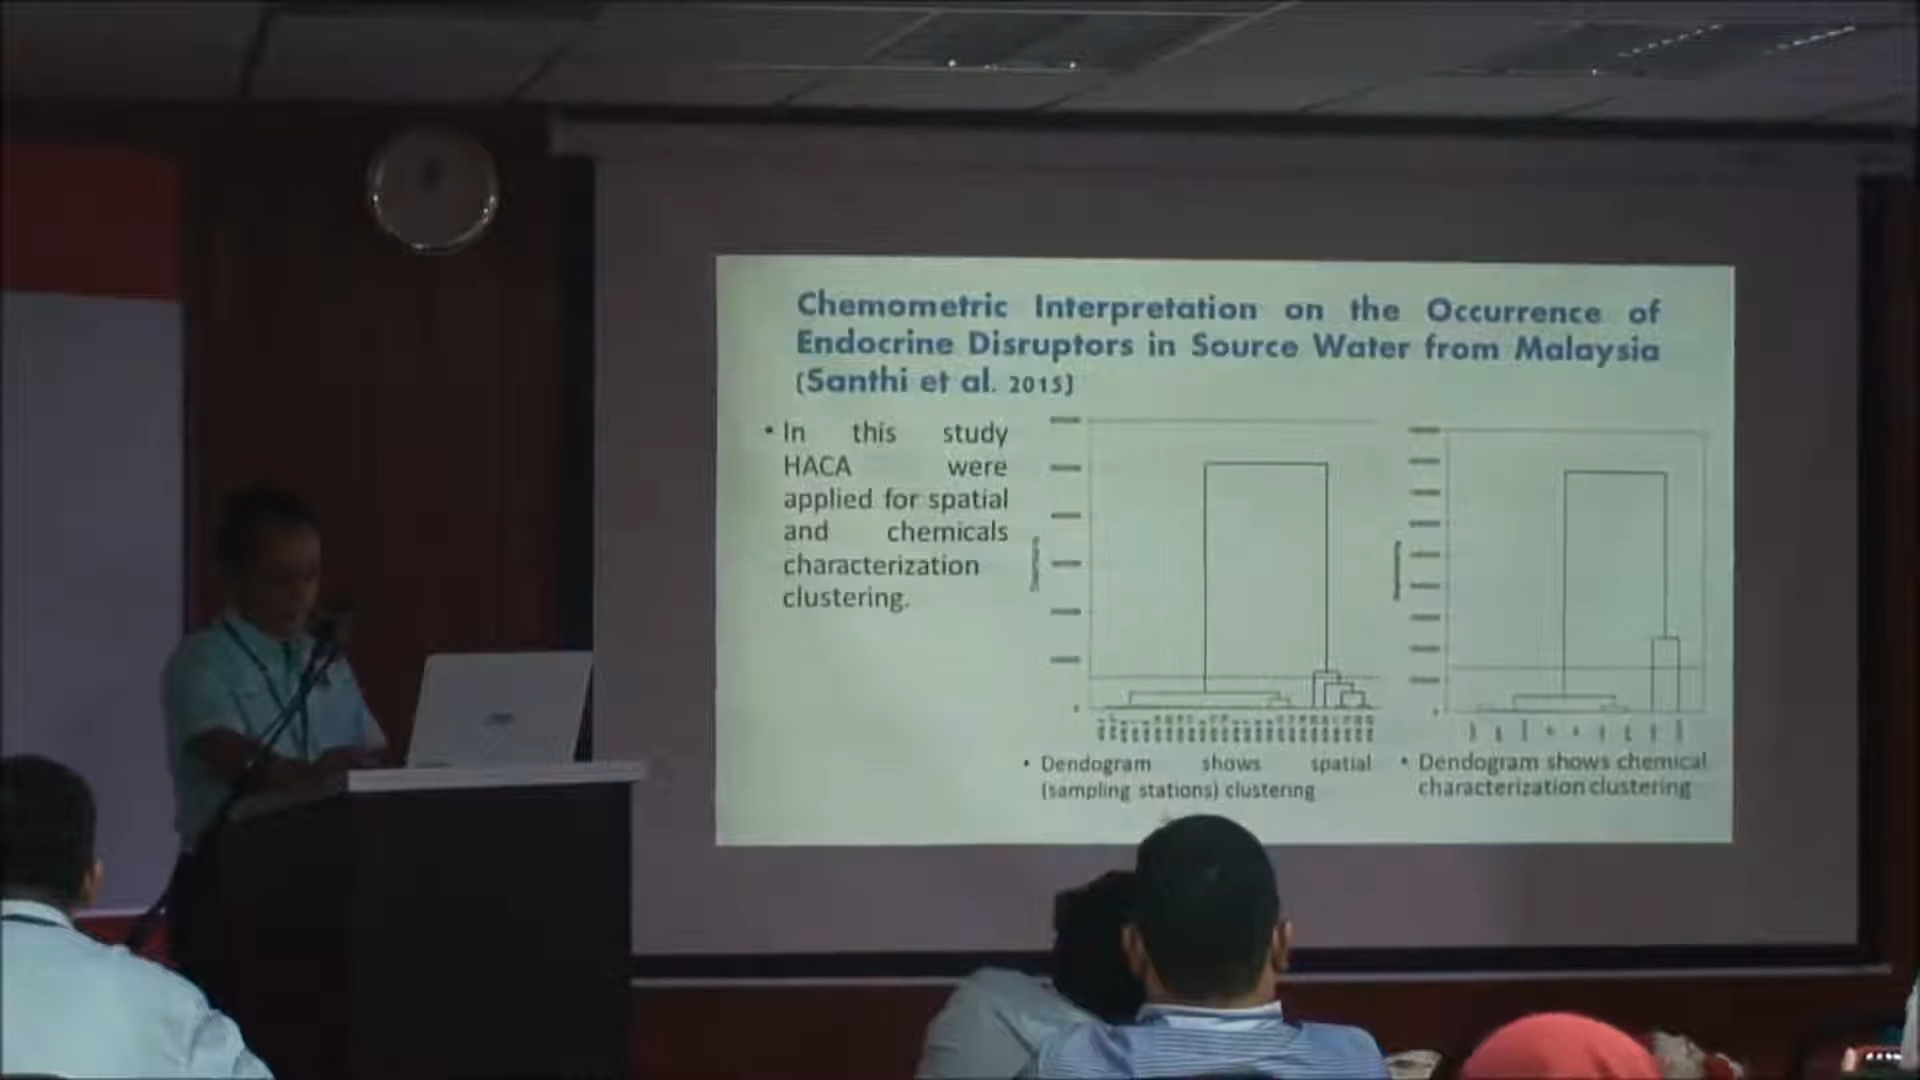 Chemometric Interpretation on the Occurrence of
Endocrine Disruptors in Source Water from Malaysia
(Santhi et al. 2015)
• In this study
HACA were
applied for spatial
and chemicals
characterization
clustering.
• Dendogram shows spatial
(sampling stations) clustering
• Dendogram shows chemical
characterization clustering